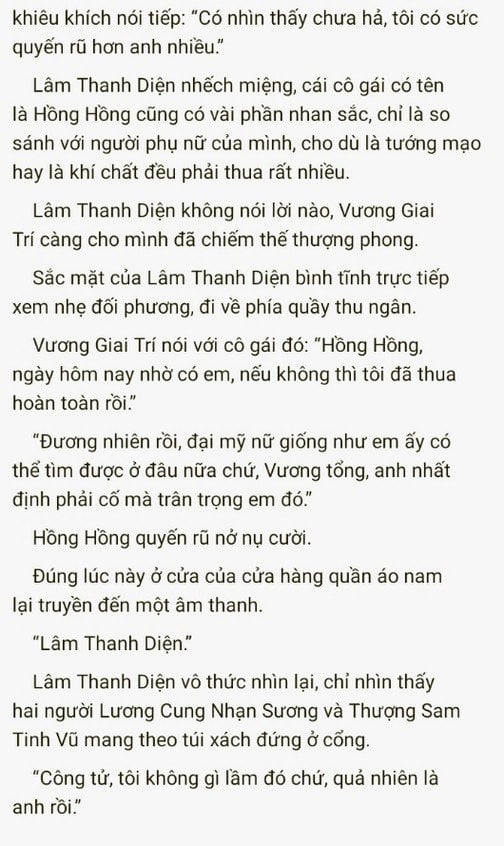 khiêu khích nói tiếp: “Có nhìn thấy chưa hả, tôi có sức
quyến rũ hơn anh nhiều.”
Lâm Thanh Diện nhếch miệng, cái cô gái có tên
là Hồng Hồng cũng có vài phần nhan sắc, chỉ là so
sánh với người phụ nữ của mình, cho dù là tướng mạo
hay là khí chất đều phải thua rất nhiều.
Lâm Thanh Diện không nói lời nào, Vương Giai
Trí càng cho mình đã chiếm thế thượng phong.
Sắc mặt của Lâm Thanh Diện bình tĩnh trực tiếp
xem nhẹ đối phương, đi về phía quầy thu ngân.
Vương Giai Trí nói với cô gái đó: “Hồng Hồng,
ngày hôm nay nhờ có em, nếu không thì tôi đã thua
hoàn toàn rồi.”
“Đương nhiên rồi, đại mỹ nữ giống như em ấy có
thể tìm được ở đâu nữa chứ, Vương tổng, anh nhất
định phải cố mà trân trọng em đó.”
Hồng Hồng quyến rũ nở nụ cười.
Đúng lúc này ở cửa của cửa hàng quần áo nam
lại truyền đến một âm thanh.
“Lâm Thanh Diện.”
Lâm Thanh Diện vô thức nhìn lại, chỉ nhìn thấy
hai người Lương Cung Nhạn Sương và Thượng Sam
Tinh Vũ mang theo túi xách đứng ở cổng.
“Công tử, tôi không gì lầm đó chứ, quả nhiên là
anh rồi.”